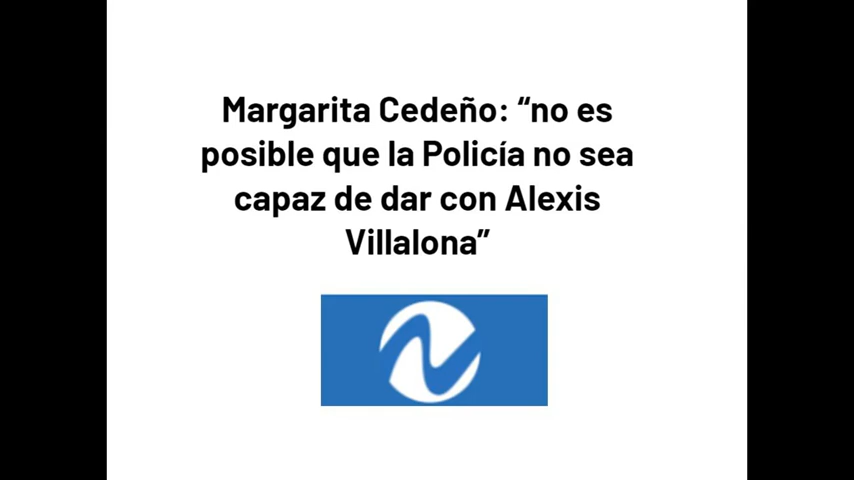 Margarita Cedeño: “no es
posible que la Policía no sea
capaz de dar con Alexis
Villalona”